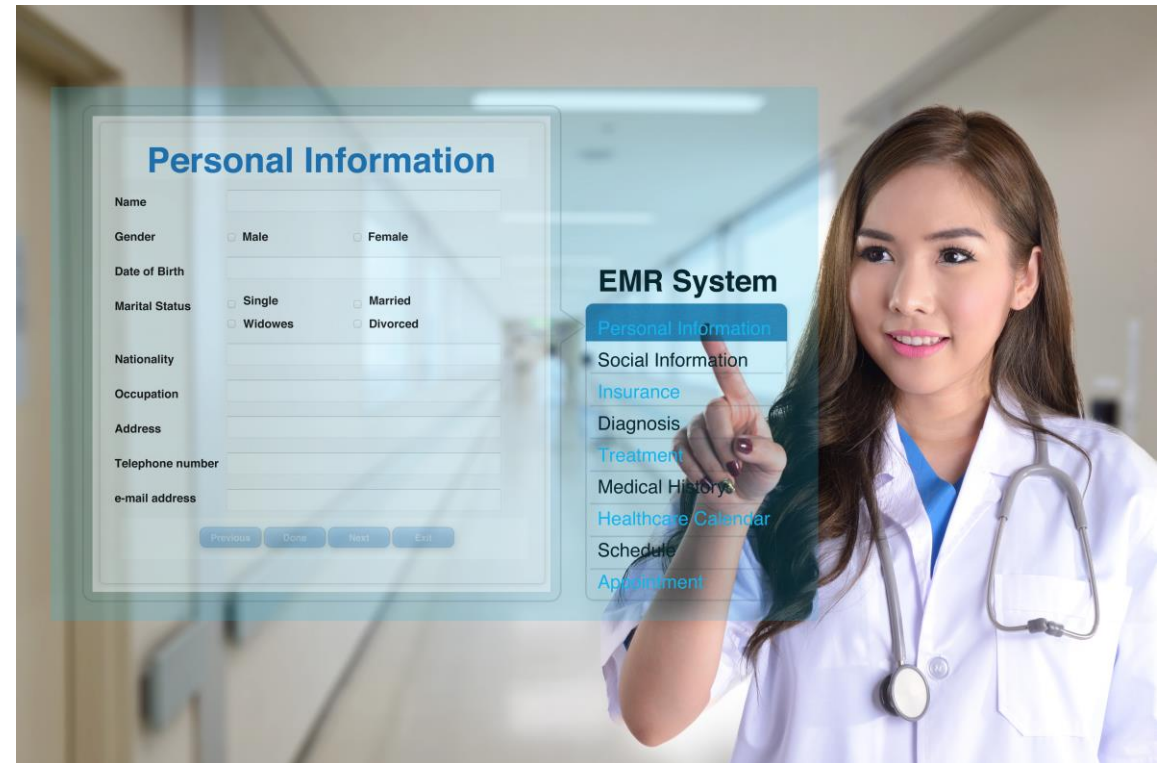 Personal Information
Name
Gender Male Female
Date of Birth
Marital Status Single Married
Widowes Divorced
Nationality
Occupation
Address
Telephone number
e-mail address
Previous Done Next Exit
EMR System
Personal Information
Social Information
Insurance
Diagnosis
Treatment
Medical History
Healthcare Calendar
Schedule
Appointment